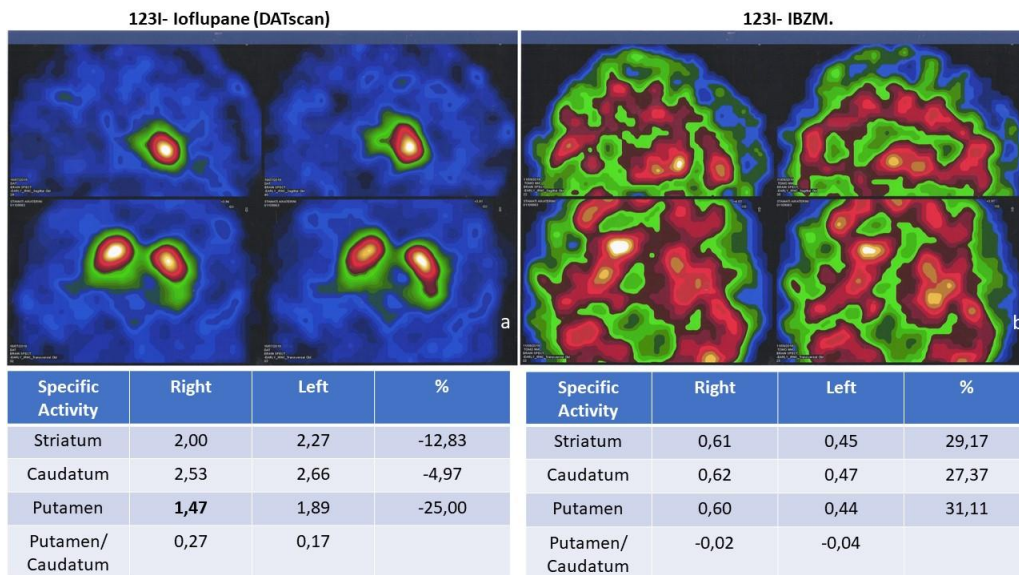 123I- Ioflupane (DATscan)
123I- IBZM.
a
b
Specific Activity Right Left %
Striatum 2,00 2,27 -12,83
Caudatum 2,53 2,66 -4,97
Putamen 1,47 1,89 -25,00
Putamen/ Caudatum 0,27 0,17
Specific Activity Right Left %
Striatum 0,61 0,45 29,17
Caudatum 0,62 0,47 27,37
Putamen 0,60 0,44 31,11
Putamen/ Caudatum -0,02 -0,04